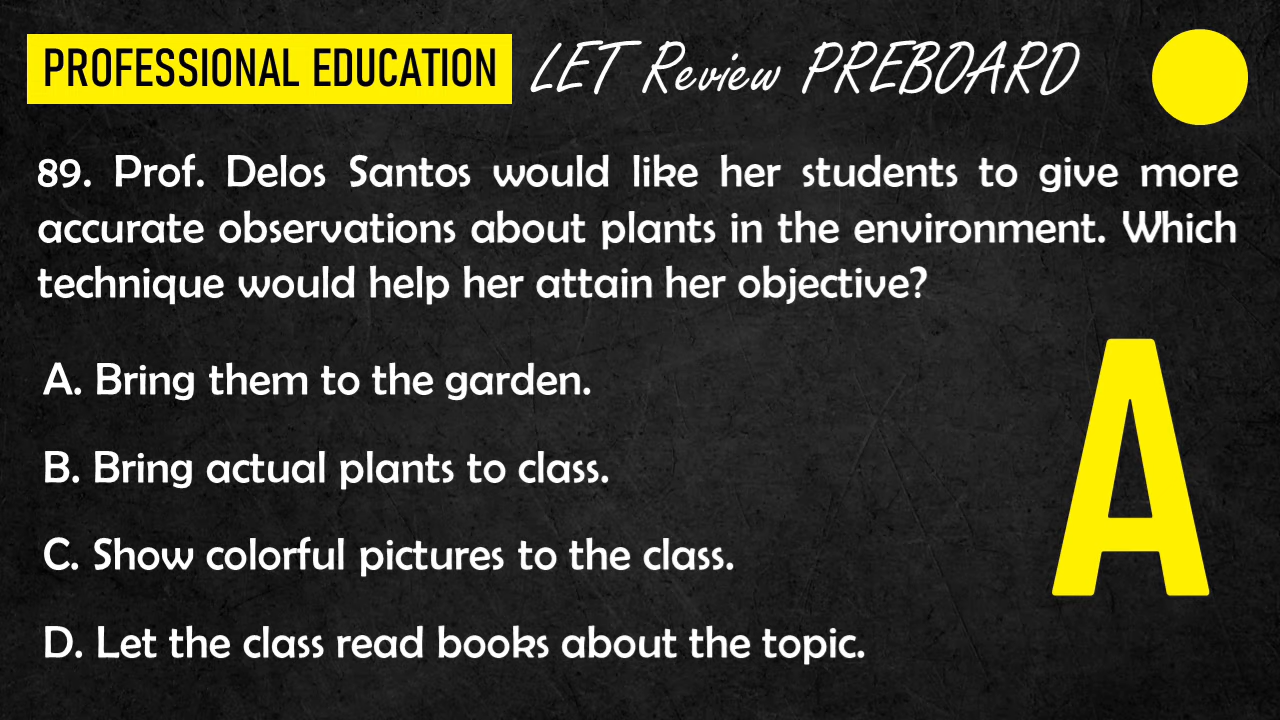 PROFESSIONAL EDUCATION LET Review PREBOARD
89. Prof. Delos Santos would like her students to give more
accurate observations about plants in the environment. Which
technique would help her attain her objective?
A. Bring them to the garden.
B. Bring actual plants to class.
C. Show colorful pictures to the class.
D. Let the class read books about the topic.
A